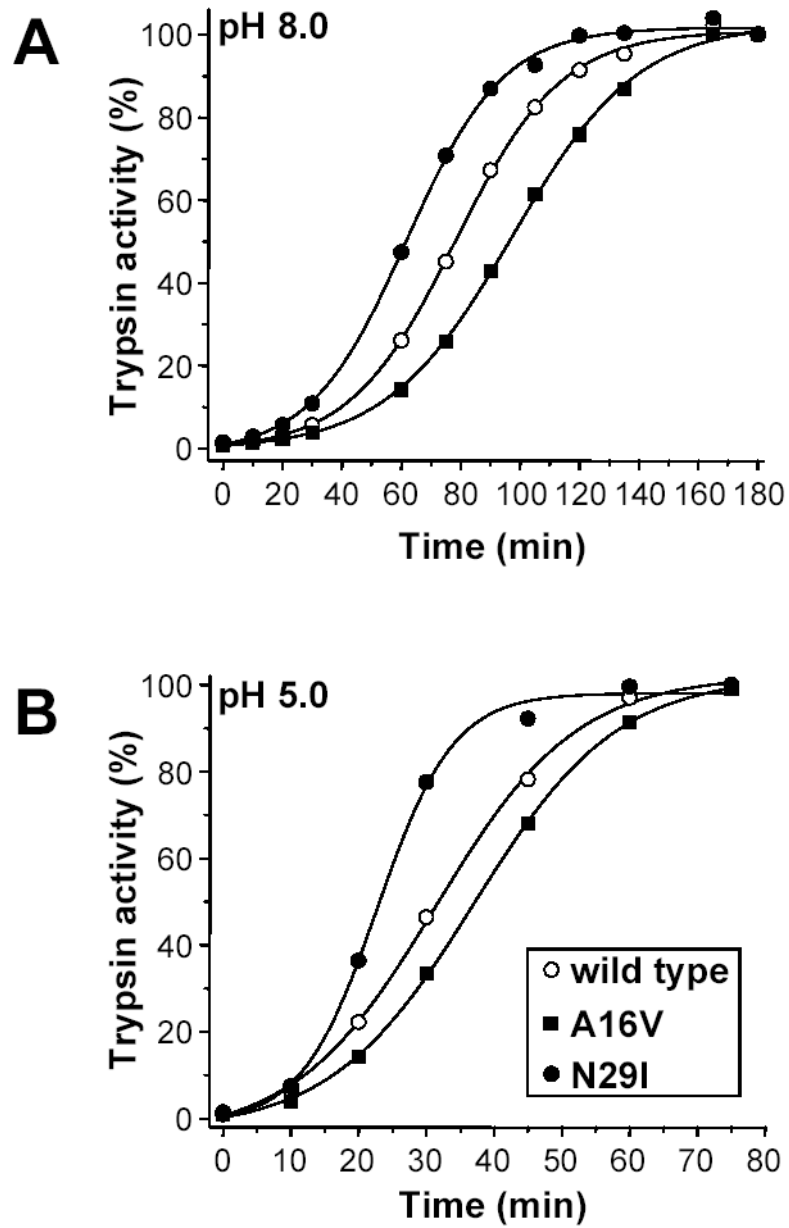 A
pH 8.0
Trypsin activity (%)
100
80
60
40
20
0
0 20 40 60 80 100 120 140 160 180
Time (min)
B
pH 5.0
Trypsin activity (%)
100
80
60
40
20
0
wild type
A16V
N29I
0 10 20 30 40 50 60 70 80
Time (min)